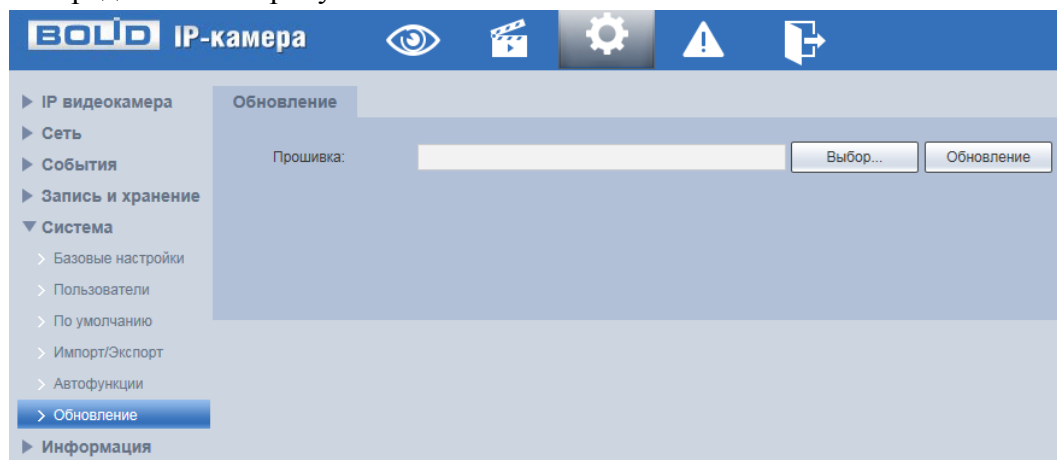 BOLID IP-камера
IP видеокамера
Сеть
События
Запись и хранение
Система
Базовые настройки
Пользователи
По умолчанию
Импорт/Экспорт
Автофункции
Обновление
Информация
Обновление
Прошивка:
Выбор...
Обновление